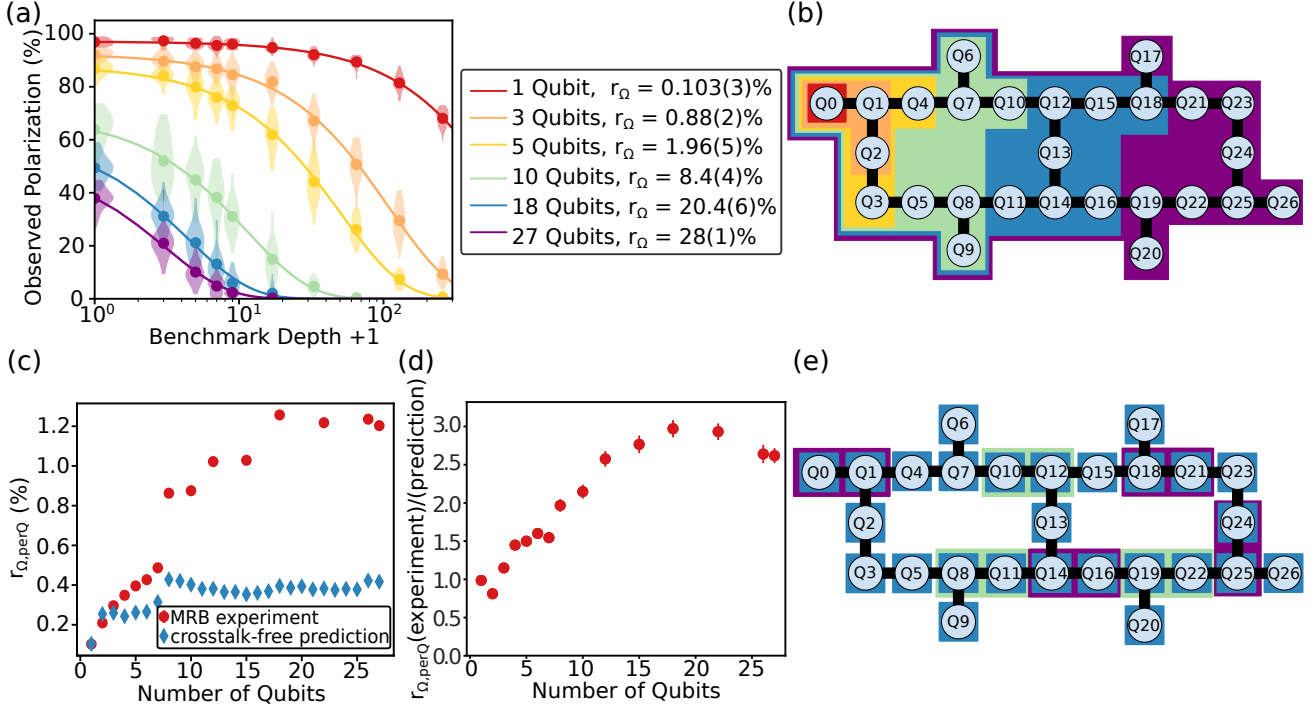 (a)
100
80
60
40
20
0
Observed Polarization (%)
10⁰
10¹
10²
Benchmark Depth +1
1 Qubit, r_Ω = 0.103(3)%
3 Qubits, r_Ω = 0.88(2)%
5 Qubits, r_Ω = 1.96(5)%
10 Qubits, r_Ω = 8.4(4)%
18 Qubits, r_Ω = 20.4(6)%
27 Qubits, r_Ω = 28(1)%
(b)
Q6 Q17
Q0 Q1 Q4 Q7 Q10 Q12 Q15 Q18 Q21 Q23
Q2 Q13 Q24
Q3 Q5 Q8 Q11 Q14 Q16 Q19 Q22 Q25 Q26
Q9 Q20
(c)
1.2
1.0
0.8
0.6
0.4
0.2
r_Ω,perQ (%)
MRB experiment
crosstalk-free prediction
0 5 10 15 20 25
Number of Qubits
(d)
3.0
2.5
2.0
1.5
1.0
0.5
0.0
r_Ω,perQ(experiment)/(prediction)
0 5 10 15 20 25
Number of Qubits
(e)
Q6 Q17
Q0 Q1 Q4 Q7 Q10 Q12 Q15 Q18 Q21 Q23
Q2 Q13 Q24
Q3 Q5 Q8 Q11 Q14 Q16 Q19 Q22 Q25 Q26
Q9 Q20